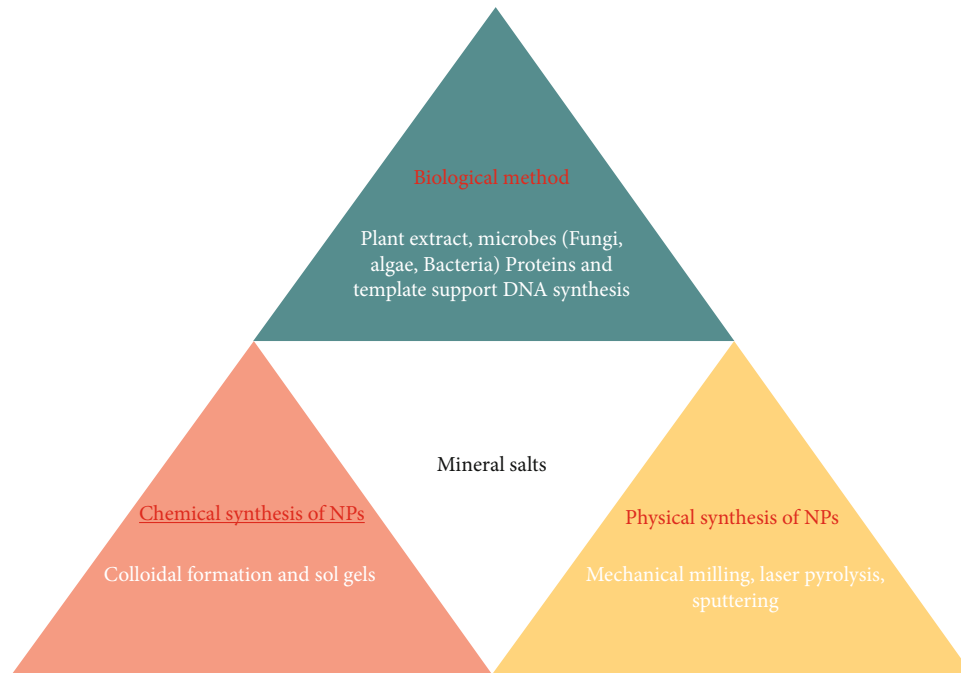 Biological method
Plant extract, microbes (Fungi,
algae, Bacteria) Proteins and
template support DNA synthesis
Mineral salts
Chemical synthesis of NPs
Colloidal formation and sol gels
Physical synthesis of NPs
Mechanical milling, laser pyrolysis,
sputtering